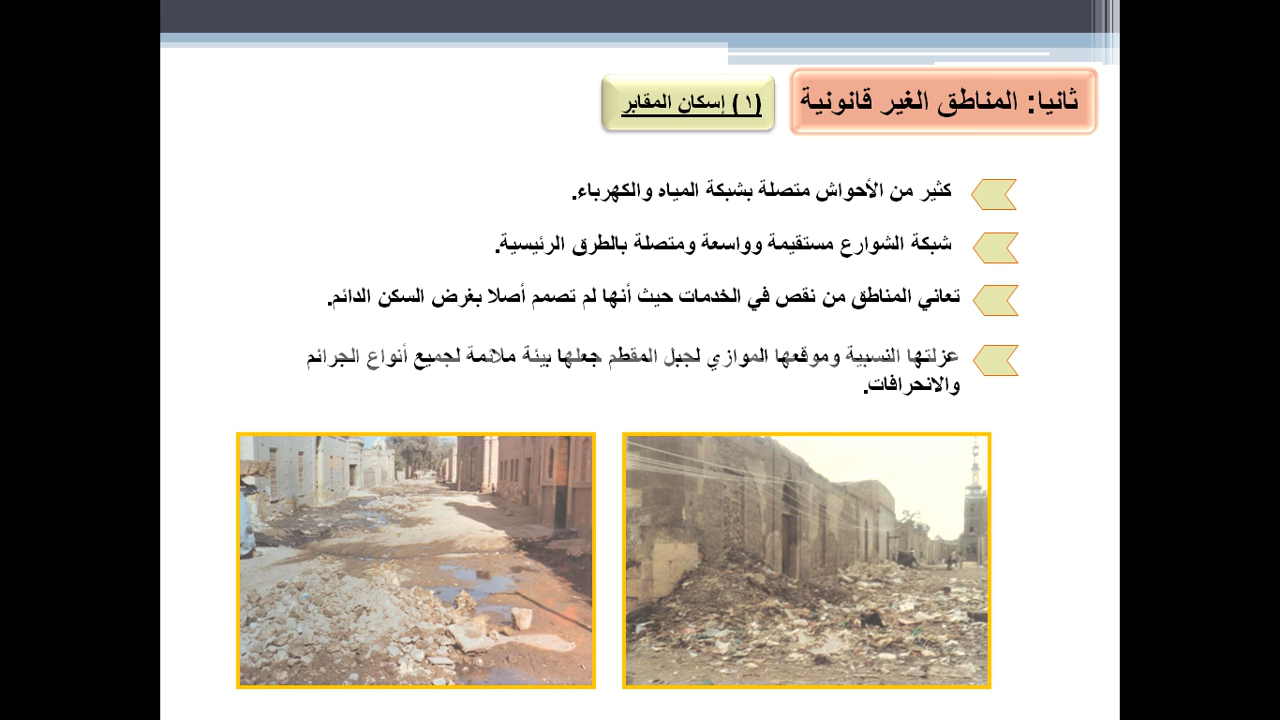 ثانيا: المناطق الغير قانونية
(١) إسكان المقابر
كثير من الأحواش متصلة بشبكة المياه والكهرباء.
شبكة الشوارع مستقيمة وواسعة ومتصلة بالطرق الرئيسية.
تعاني المناطق من نقص في الخدمات حيث أنها لم تصمم أصلا بغرض السكن الدائم.
عزلتها النسبية وموقعها الموازي لجبل المقطم جعلها بيئة ملائمة لجميع أنواع الجرائم
والانحرافات.